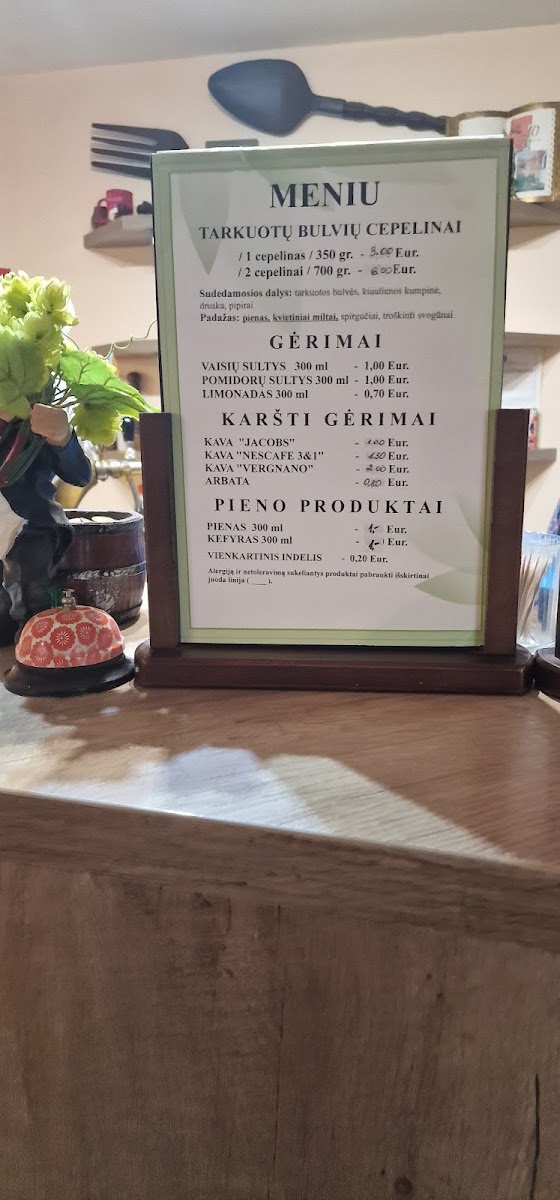 MENIU
TARKUOTŲ BULVIŲ CEPELINAI
/ 1 cepelinas / 350 gr. - 3.00 Eur.
/ 2 cepelinai / 700 gr. - 6.00 Eur.
Sudedamosios dalys: tarkuotos bulvės, kiaulienos kumpinė,
druska, pipirai.
Padažas: pienas, kvietiniai miltai, spirgučiai, troškinti svogūnai.
GĖRIMAI
VAISIŲ SULTYS 300 ml - 1,00 Eur.
POMIDORŲ SULTYS 300 ml - 1,00 Eur.
LIMONADAS 300 ml - 0,70 Eur.
KARŠTI GĖRIMAI
KAVA "JACOBS" - 1.00 Eur.
KAVA "NESCAFE 3&1" - 1.30 Eur.
KAVA "VERGNANO" - 2.00 Eur.
ARBATA - 0,80 Eur.
PIENO PRODUKTAI
PIENAS 300 ml - 1,- Eur.
KEFYRAS 300 ml - 1,- Eur.
VIENKARTINIS INDELIS - 0,20 Eur.
Alergiją ir netoleravimą sukeliantys produktai pabraukti išskirtinai
juoda linija ( ____ ).